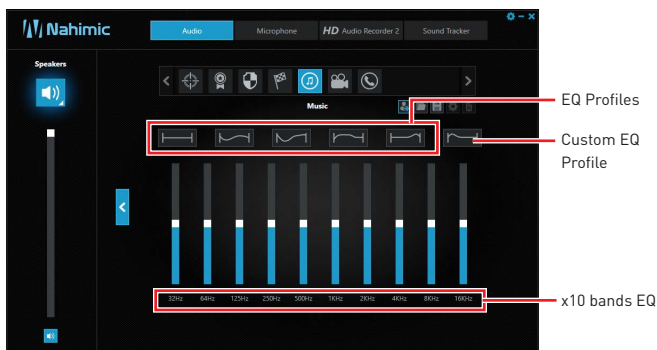 Nahimic
Audio
Microphone
HD Audio Recorder 2
Sound Tracker
Speakers
Music
EQ Profiles
Custom EQ
Profile
32Hz 64Hz 125Hz 250Hz 500Hz 1KHz 2KHz 4KHz 8KHz 16KHz
x10 bands EQ